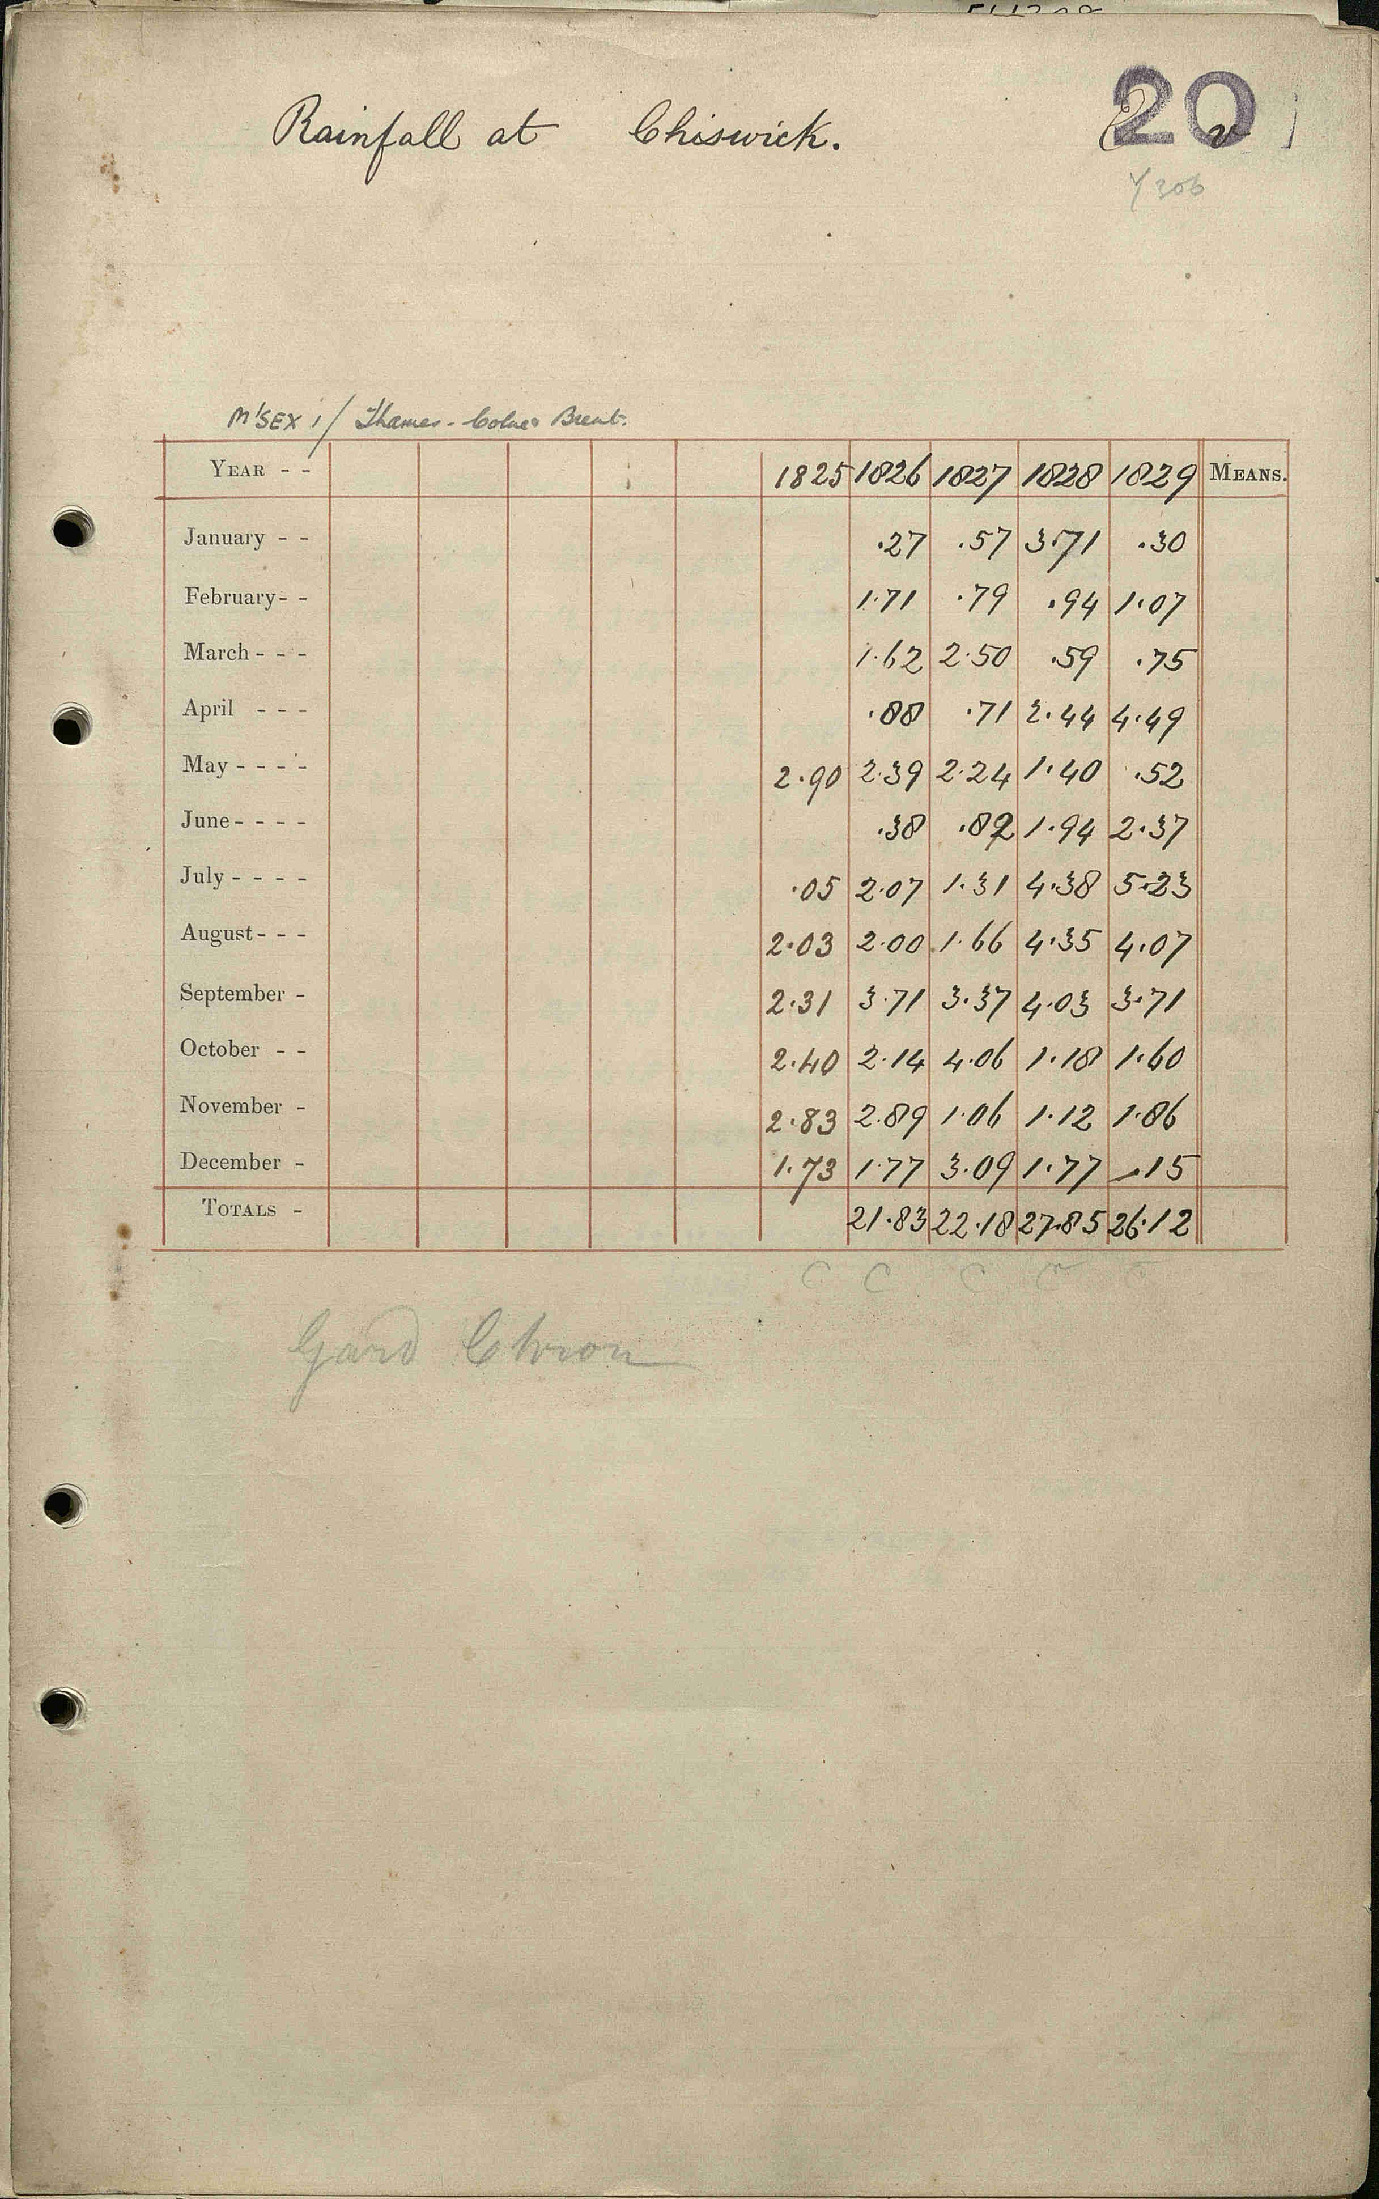 20
Rainfall at Chiswick.
Y 306
M'SEX 1/ Thames - Colne & Brent.
YEAR - - 1825 1826 1827 1828 1829 MEANS.
January - - .27 .57 3.71 .30
February - - 1.71 .79 .94 1.07
March - - - 1.62 2.50 .59 .75
April - - - .88 .71 2.44 4.49
May - - - - 2.90 2.39 2.24 1.40 .52
June - - - - .38 .82 1.94 2.37
July - - - - .05 2.07 1.31 4.38 5.23
August - - - 2.03 2.00 1.66 4.35 4.07
September - 2.31 3.71 3.37 4.03 3.71
October - - 2.40 2.14 4.06 1.18 1.60
November - 2.83 2.89 1.06 1.12 1.86
December - 1.73 1.77 3.09 1.77 .15
TOTALS - 21.83 22.18 27.85 26.12
C C C C C
Gard Chron